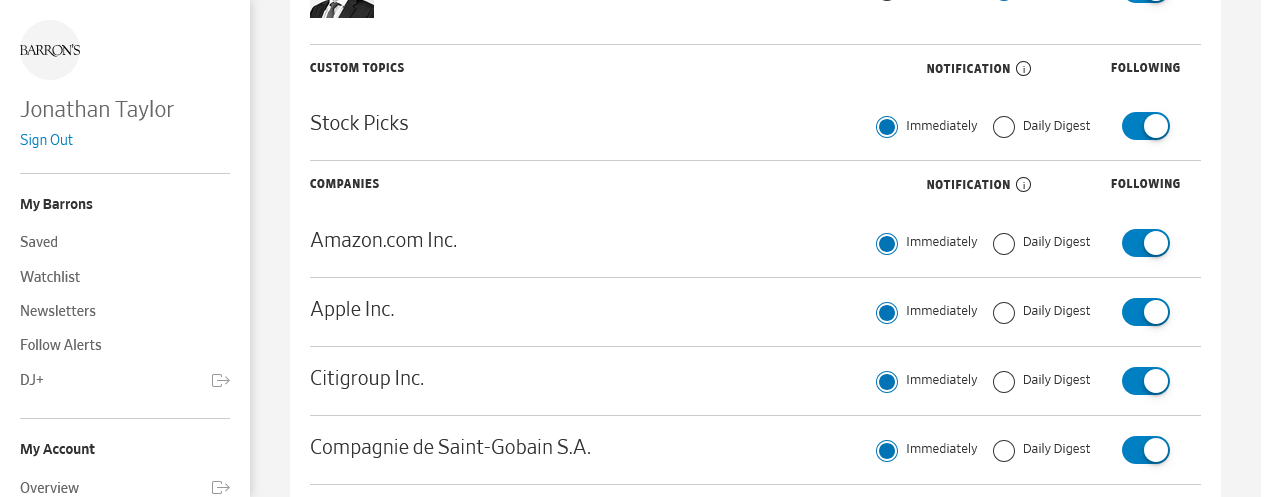 BARRON'S
Jonathan Taylor
Sign Out
My Barrons
Saved
Watchlist
Newsletters
Follow Alerts
DJ+
My Account
Overview
CUSTOM TOPICS NOTIFICATION i FOLLOWING
Stock Picks Immediately Daily Digest
COMPANIES NOTIFICATION i FOLLOWING
Amazon.com Inc. Immediately Daily Digest
Apple Inc. Immediately Daily Digest
Citigroup Inc. Immediately Daily Digest
Compagnie de Saint-Gobain S.A. Immediately Daily Digest